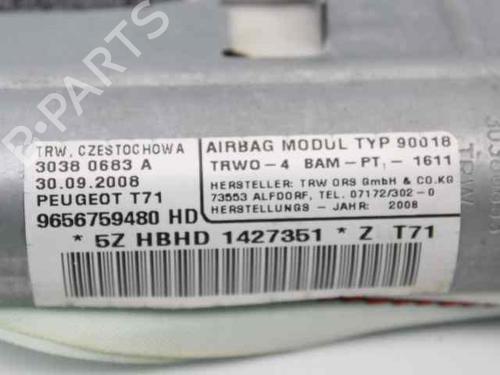 TRW, CZESTOCHOWA
3038 0683 A
30.09.2008
PEUGEOT T71
9656759480 HD
AIRBAG MODUL TYP 90018
TRWO-4 BAM-PT, - 1611
HERSTELLER: TRW ORS GmbH & CO.KG
73553 ALFDORF, TEL. 07172/302-0
HERSTELLUNGS - JAHR: 2008
* 5Z HBHD 1427351 * Z T71
TRW
B-PARTS